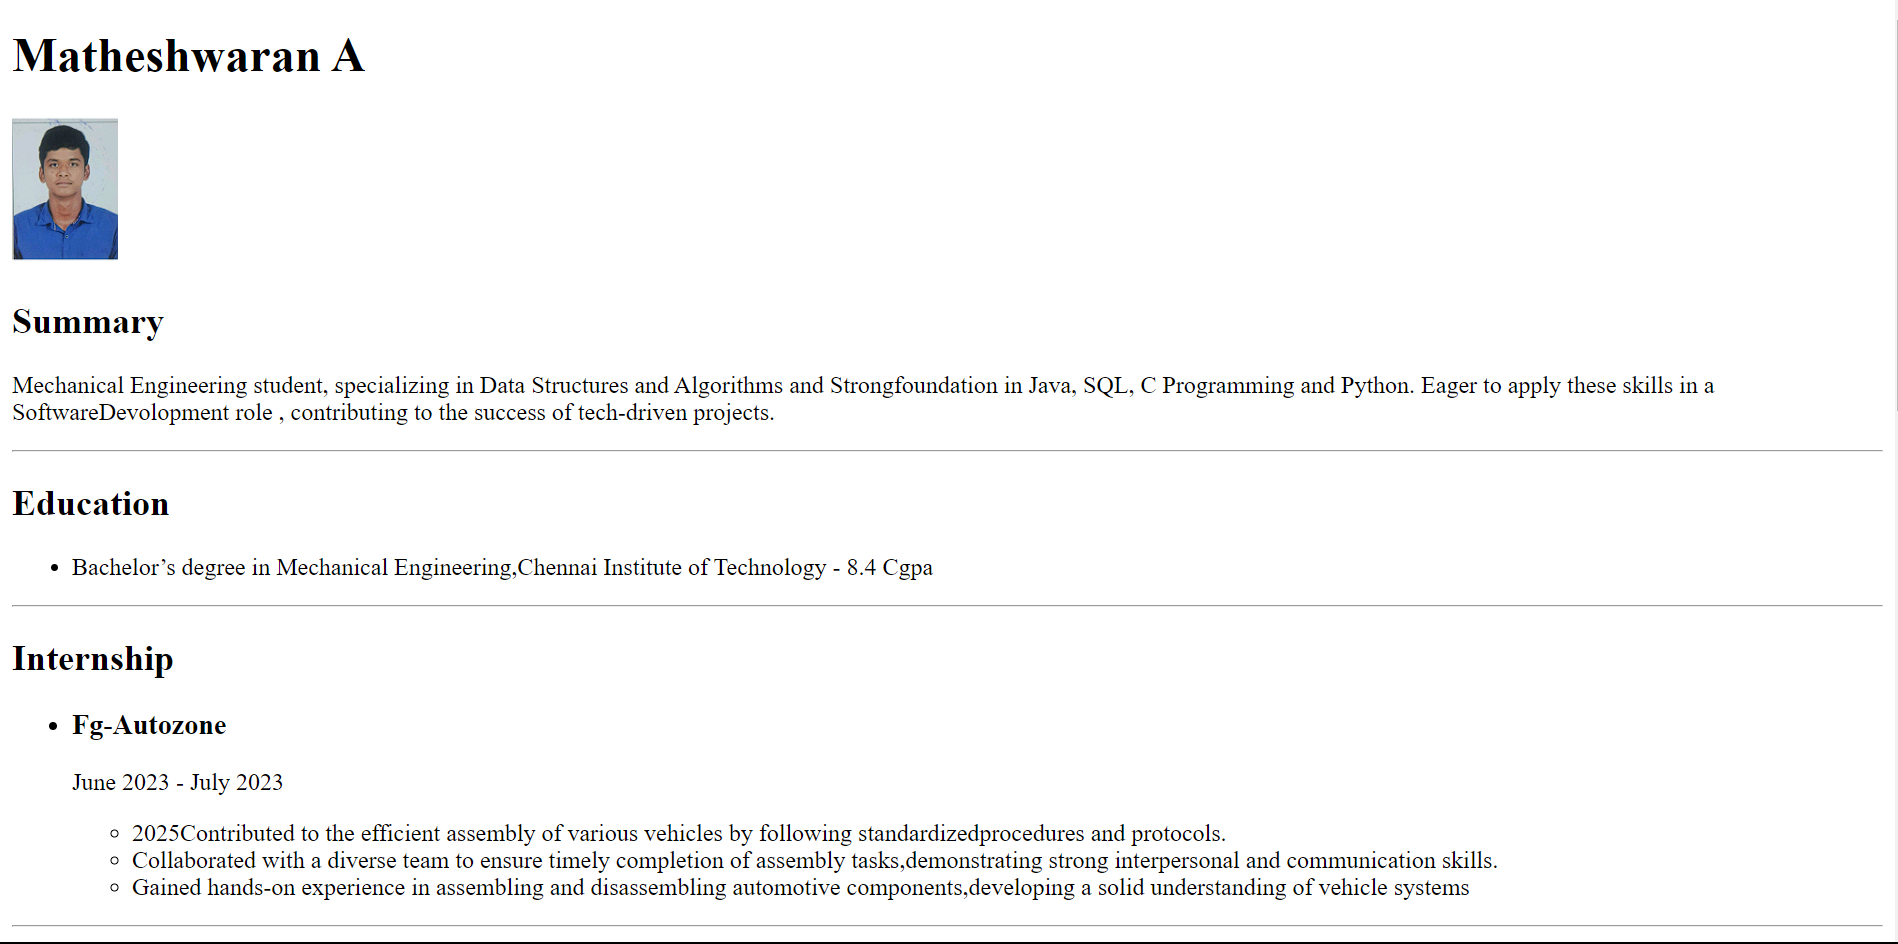 Matheshwaran A
Summary
Mechanical Engineering student, specializing in Data Structures and Algorithms and Strongfoundation in Java, SQL, C Programming and Python. Eager to apply these skills in a
SoftwareDevolopment role , contributing to the success of tech-driven projects.
Education
Bachelor’s degree in Mechanical Engineering,Chennai Institute of Technology - 8.4 Cgpa
Internship
Fg-Autozone
June 2023 - July 2023
2025Contributed to the efficient assembly of various vehicles by following standardizedprocedures and protocols.
Collaborated with a diverse team to ensure timely completion of assembly tasks,demonstrating strong interpersonal and communication skills.
Gained hands-on experience in assembling and disassembling automotive components,developing a solid understanding of vehicle systems